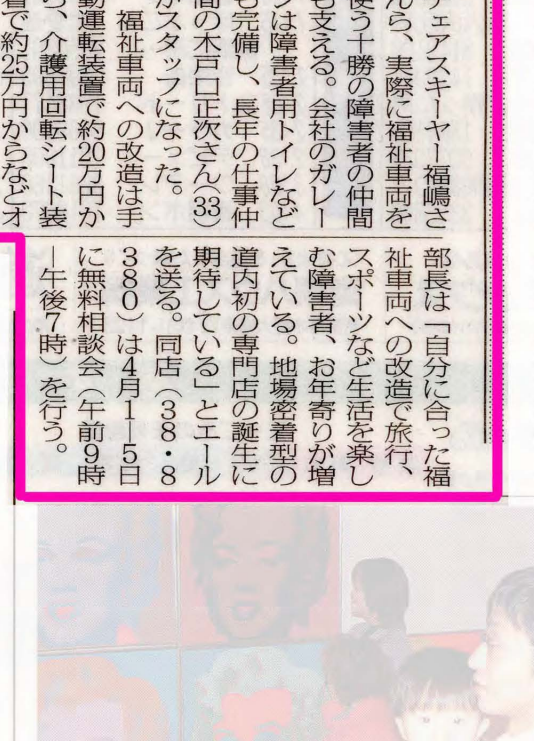 チェアスキーヤー福嶋さ
んら、実際に福祉車両を
使う十勝の障害者の仲間
も支える。会社のガレー
ジは障害者用トイレなど
も完備し、長年の仕事仲
間の木戸口正次さん(33)
がスタッフになった。
福祉車両への改造は手
動運転装置で約20万円か
ら、介護用回転シート装
着で約25万円からなどオ
部長は「自分に合った福
祉車両への改造で旅行、
スポーツなど生活を楽し
む障害者、お年寄りが増
えている。地場密着型の
道内初の専門店の誕生に
期待している」とエール
を送る。同店(38・8
380)は4月1―5日
に無料相談会(午前9時
―午後7時)を行う。